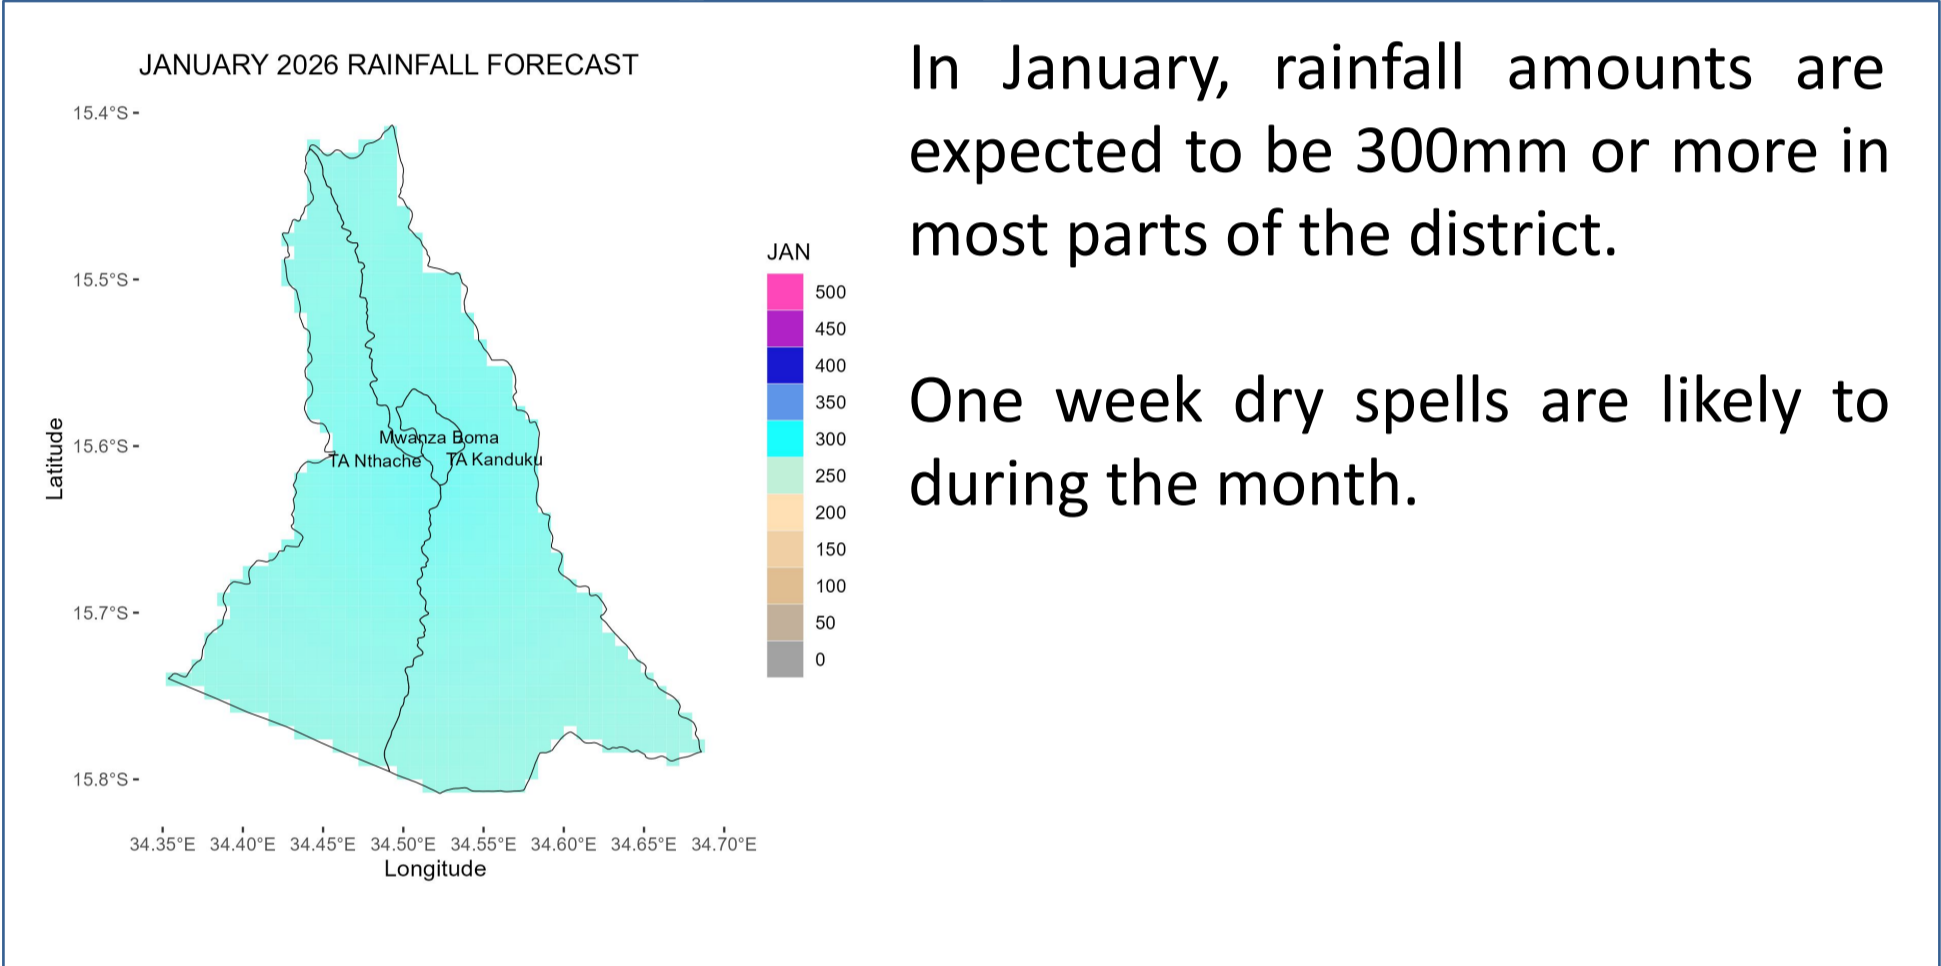 JANUARY 2026 RAINFALL FORECAST
15.4°S
15.5°S
15.6°S
15.7°S
15.8°S
Latitude
Mwanza Boma
TA Nthache
TA Kanduku
34.35°E 34.40°E 34.45°E 34.50°E 34.55°E 34.60°E 34.65°E 34.70°E
Longitude
JAN
500
450
400
350
300
250
200
150
100
50
0
In January, rainfall amounts are
expected to be 300mm or more in
most parts of the district.
One week dry spells are likely to
during the month.